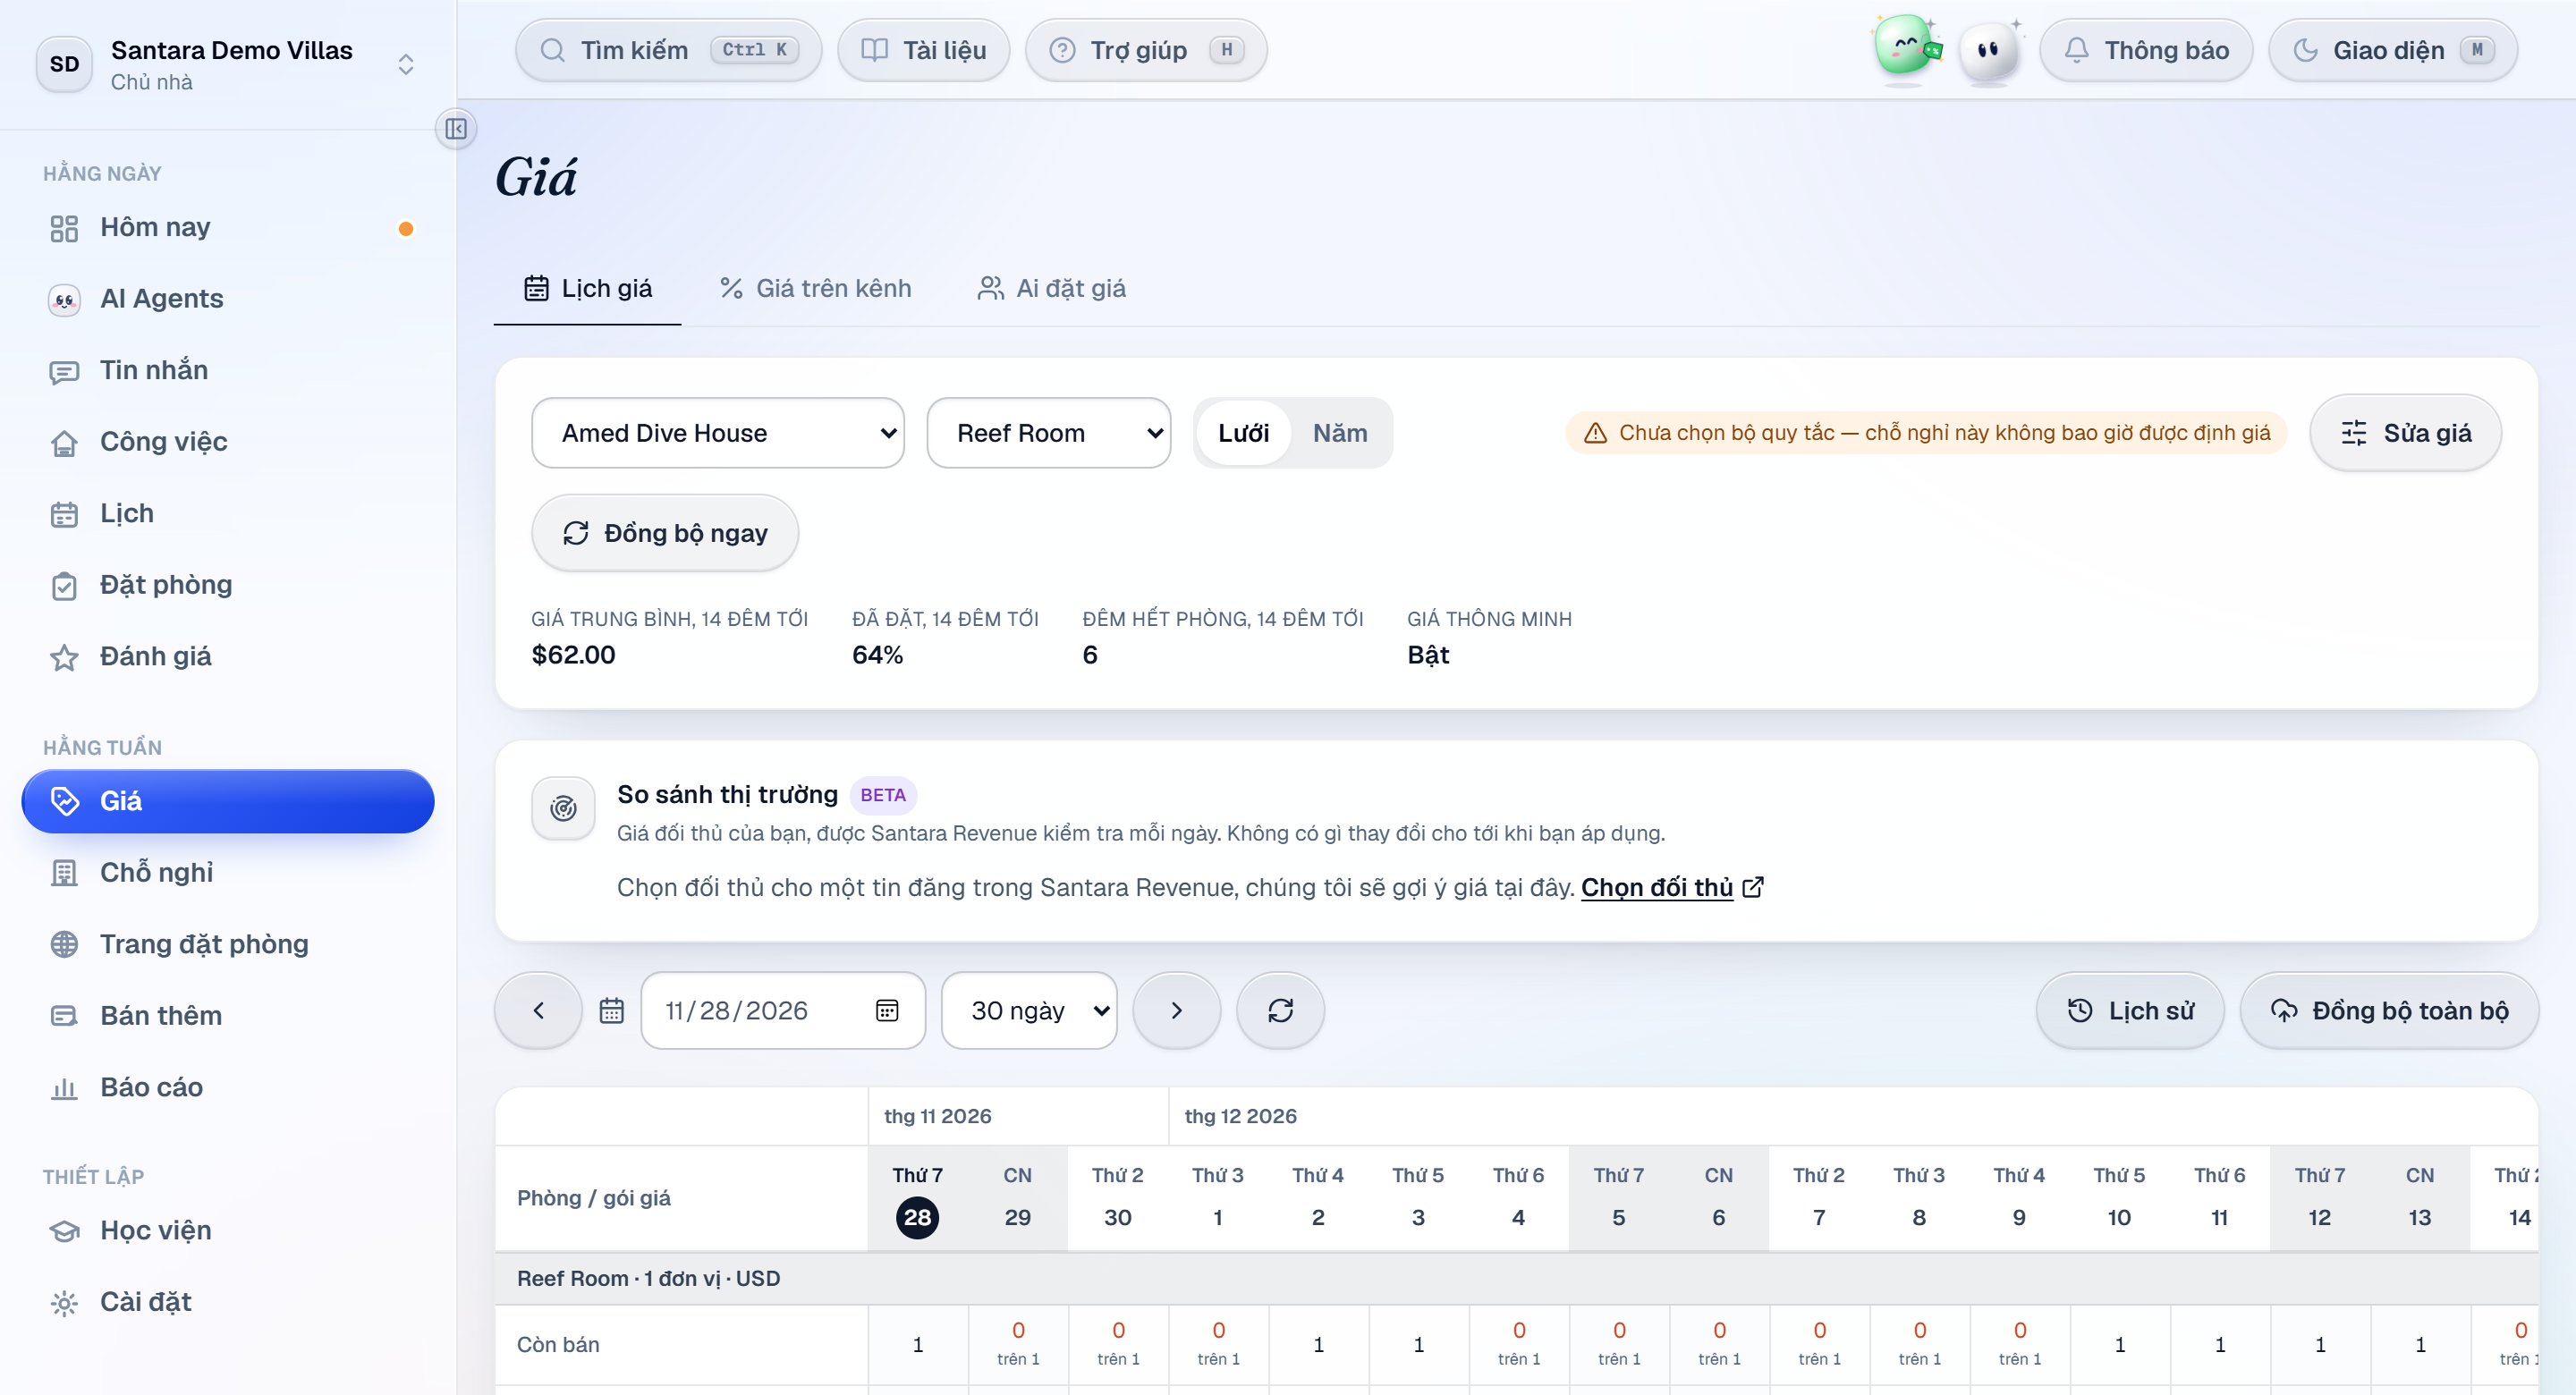 SD
Santara Demo Villas
Chủ nhà
Tìm kiếm Ctrl K
Tài liệu
Trợ giúp H
Thông báo
Giao diện M
HẰNG NGÀY
Hôm nay
AI Agents
Tin nhắn
Công việc
Lịch
Đặt phòng
Đánh giá
HẰNG TUẦN
Giá
Chỗ nghỉ
Trang đặt phòng
Bán thêm
Báo cáo
THIẾT LẬP
Học viện
Cài đặt
Giá
Lịch giá
Giá trên kênh
Ai đặt giá
Amed Dive House
Reef Room
Lưới Năm
Chưa chọn bộ quy tắc — chỗ nghỉ này không bao giờ được định giá
Sửa giá
Đồng bộ ngay
GIÁ TRUNG BÌNH, 14 ĐÊM TỚI
$62.00
ĐÃ ĐẶT, 14 ĐÊM TỚI
64%
ĐÊM HẾT PHÒNG, 14 ĐÊM TỚI
6
GIÁ THÔNG MINH
Bật
So sánh thị trường BETA
Giá đối thủ của bạn, được Santara Revenue kiểm tra mỗi ngày. Không có gì thay đổi cho tới khi bạn áp dụng.
Chọn đối thủ cho một tin đăng trong Santara Revenue, chúng tôi sẽ gợi ý giá tại đây. Chọn đối thủ
11/28/2026
30 ngày
Lịch sử
Đồng bộ toàn bộ
thg 11 2026 thg 12 2026
Phòng / gói giá
Thứ 7 CN Thứ 2 Thứ 3 Thứ 4 Thứ 5 Thứ 6 Thứ 7 CN Thứ 2 Thứ 3 Thứ 4 Thứ 5 Thứ 6 Thứ 7 CN Thứ 2
28 29 30 1 2 3 4 5 6 7 8 9 10 11 12 13 14
Reef Room · 1 đơn vị · USD
Còn bán
1 0 0 0 1 1 0 0 0 0 0 0 1 1 1 1 0
trên 1 trên 1 trên 1 trên 1 trên 1 trên 1 trên 1 trên 1 trên 1 trên 1